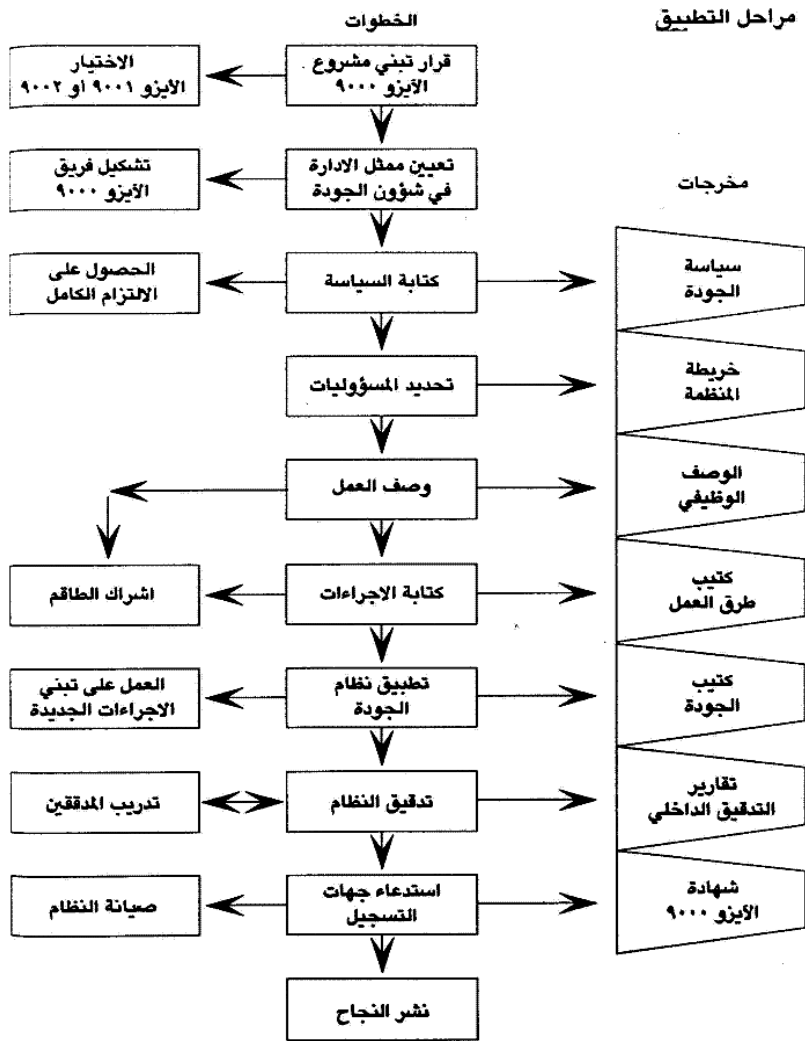 مراحل التطبيق
الخطوات
قرار تبني مشروع
الآيزو ٩٠٠٠
الاختيار
الآيزو ٩٠٠١ او ٩٠٠٢
تعيين ممثل الادارة
في شؤون الجودة
تشكيل فريق
الآيزو ٩٠٠٠
مخرجات
سياسة
الجودة
كتابة السياسة
الحصول على
الالتزام الكامل
خريطة
المنظمة
تحديد المسؤوليات
الوصف
الوظيفي
وصف العمل
كتيب
طرق العمل
كتابة الاجراءات
اشراك الطاقم
كتيب
الجودة
تطبيق نظام
الجودة
العمل على تبني
الاجراءات الجديدة
تقارير
التدقيق الداخلي
تدقيق النظام
تدريب المدققين
شهادة
الآيزو ٩٠٠٠
استدعاء جهات
التسجيل
صيانة النظام
نشر النجاح